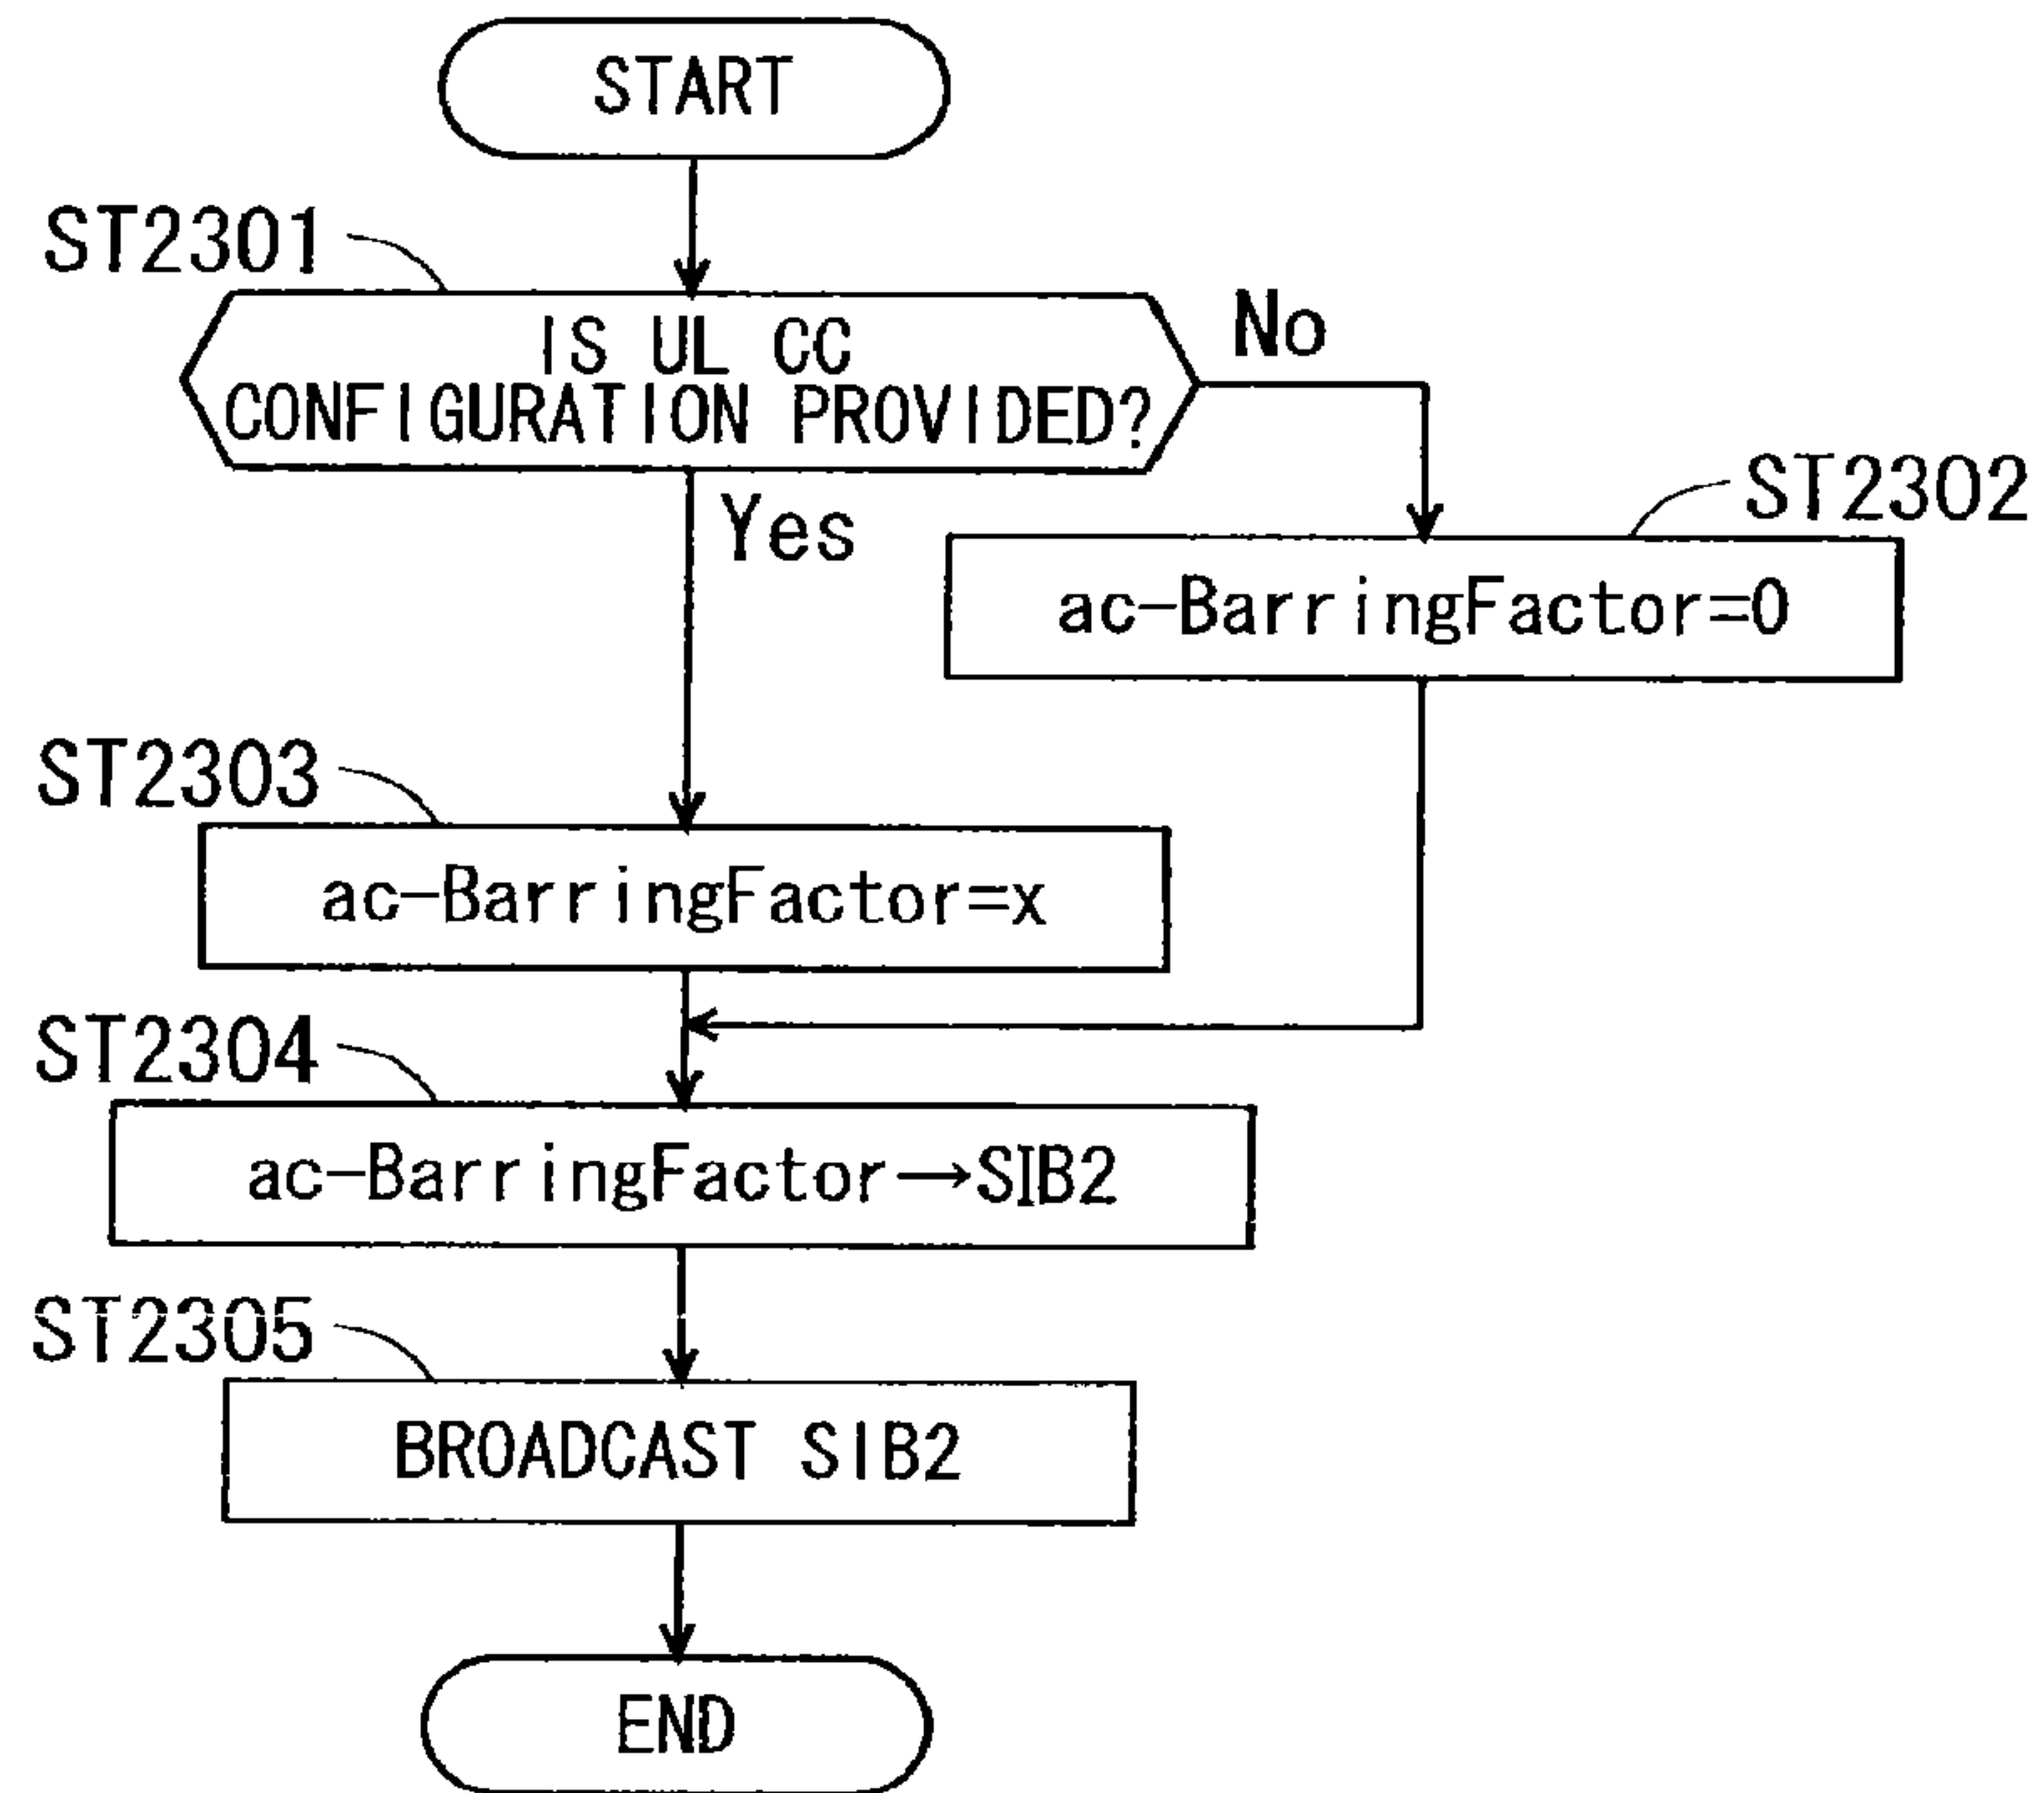 START
ST2301
IS UL CC
CONFIGURATION PROVIDED?
No
Yes
ST2302
ac-BarringFactor=0
ST2303
ac-BarringFactor=x
ST2304
ac-BarringFactor→SIB2
ST2305
BROADCAST SIB2
END